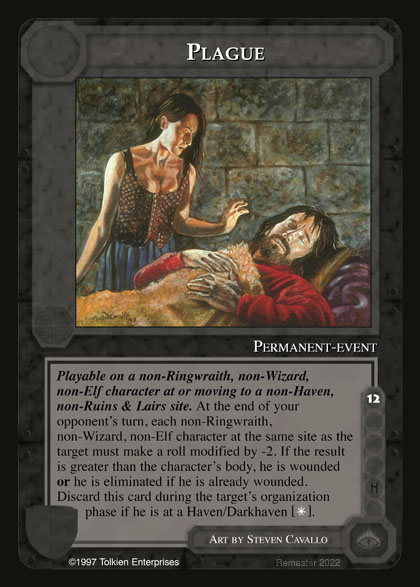 PLAGUE
PERMANENT-EVENT
Playable on a non-Ringwraith, non-Wizard,
non-Elf character at or moving to a non-Haven,
non-Ruins & Lairs site. At the end of your
opponent's turn, each non-Ringwraith,
non-Wizard, non-Elf character at the same site as the
target must make a roll modified by -2. If the result
is greater than the character's body, he is wounded
or he is eliminated if he is already wounded.
Discard this card during the target's organization
phase if he is at a Haven/Darkhaven [☀].
12
H
ART BY STEVEN CAVALLO
©1997 Tolkien Enterprises
Remaster 2022